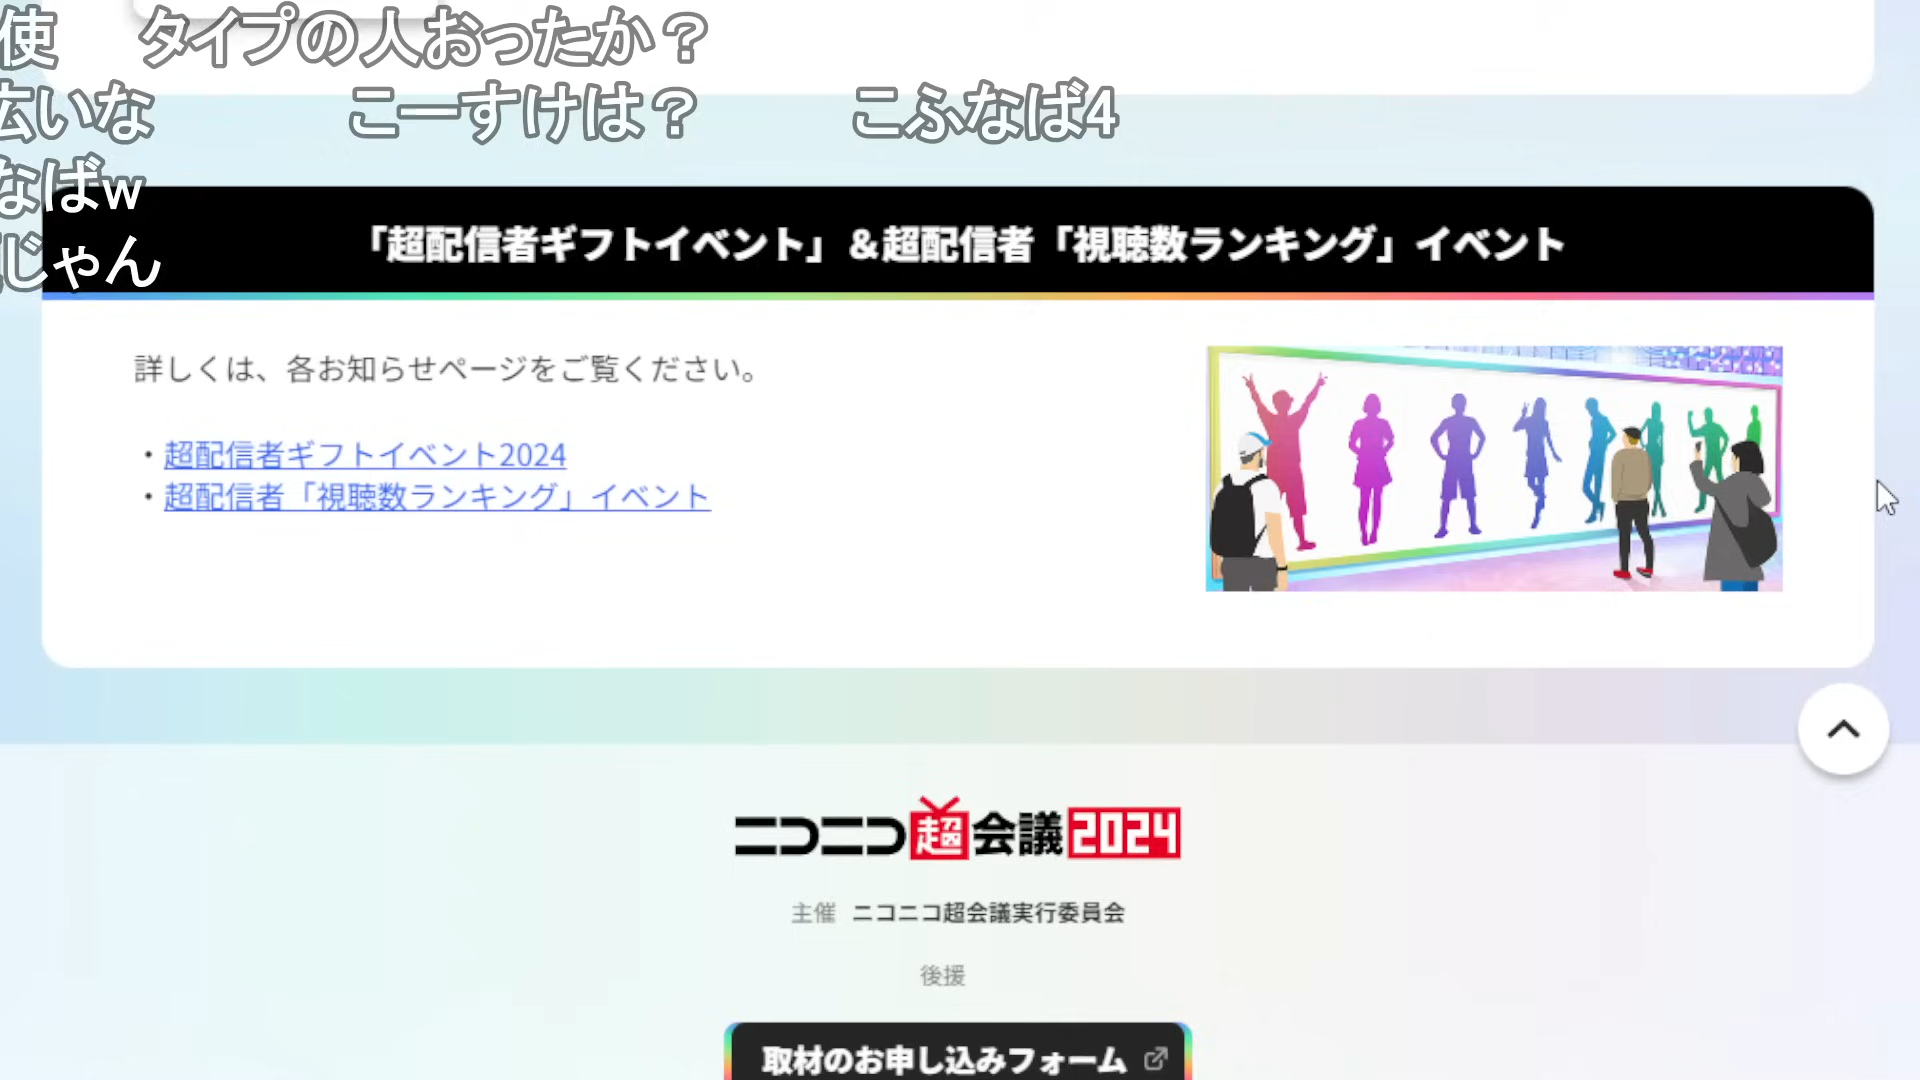 使 タイプの人おったか？
広いな こーすけは？ こふなば4
なばw
じゃん
「超配信者ギフトイベント」＆超配信者「視聴数ランキング」イベント
詳しくは、各お知らせページをご覧ください。
・超配信者ギフトイベント2024
・超配信者「視聴数ランキング」イベント
ニコニコ超会議2024
主催 ニコニコ超会議実行委員会
後援
取材のお申し込みフォーム